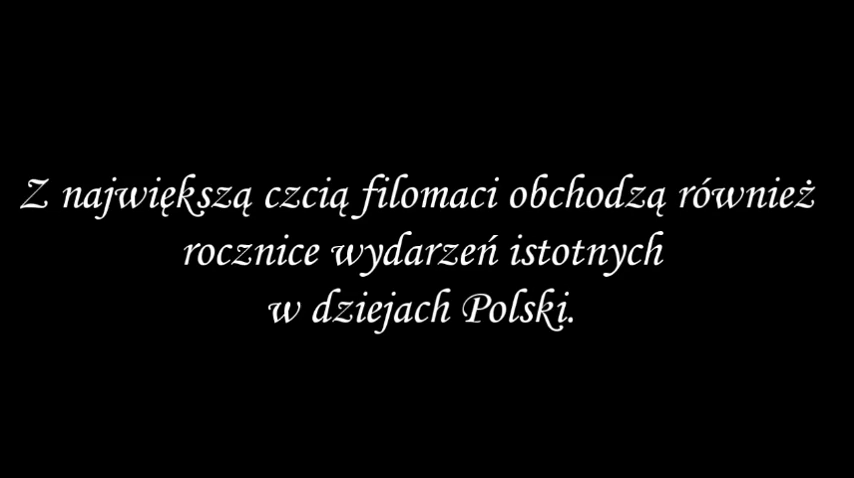 Z największą czcią filomaci obchodzą również
rocznice wydarzeń istotnych
w dziejach Polski.